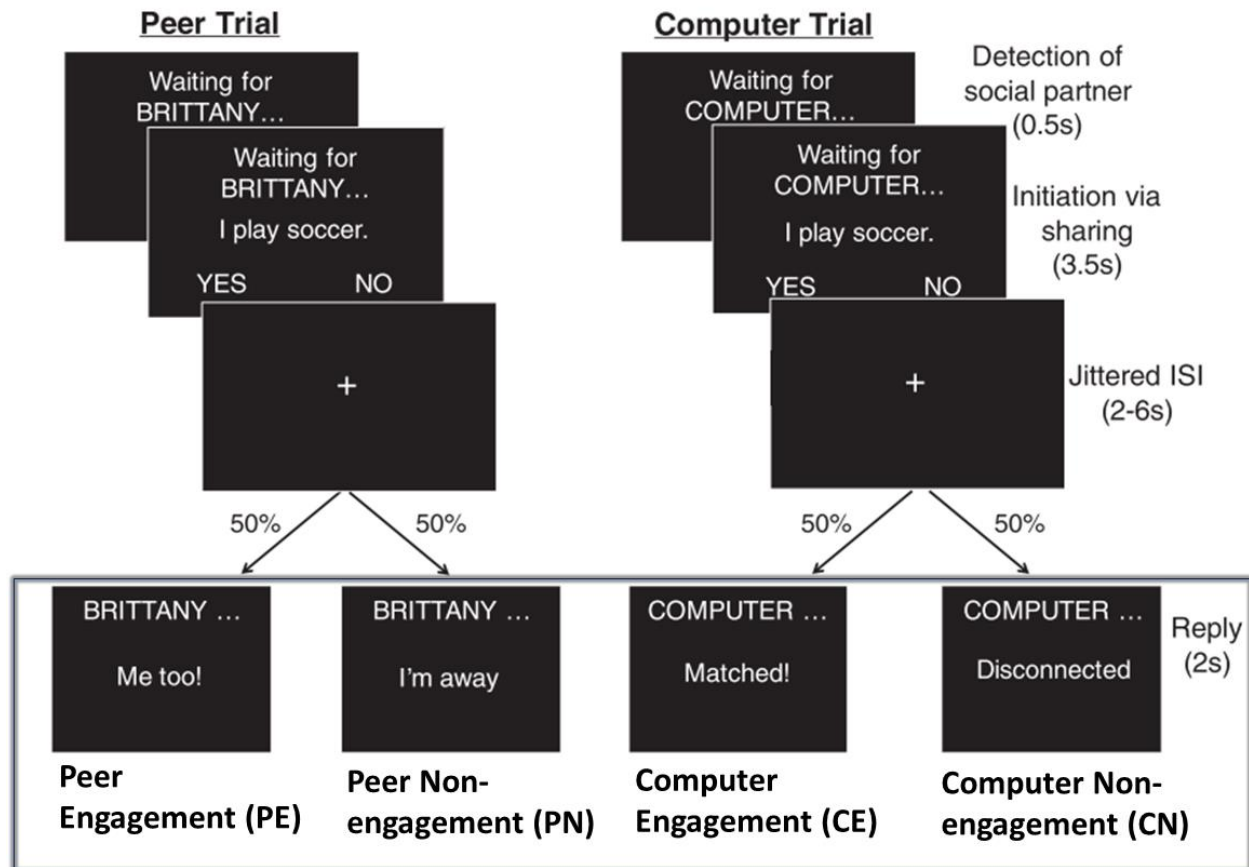 Peer Trial
Computer Trial
Waiting for
BRITTANY...
Waiting for
COMPUTER...
Detection of
social partner
(0.5s)
Waiting for
BRITTANY...
I play soccer.
YES NO
Waiting for
COMPUTER...
I play soccer.
YES NO
Initiation via
sharing
(3.5s)
+
+
Jittered ISI
(2-6s)
50%
50%
50%
50%
BRITTANY ...
Me too!
BRITTANY ...
I'm away
COMPUTER ...
Matched!
COMPUTER ...
Disconnected
Reply
(2s)
Peer
Engagement (PE)
Peer Non-
engagement (PN)
Computer
Engagement (CE)
Computer Non-
engagement (CN)